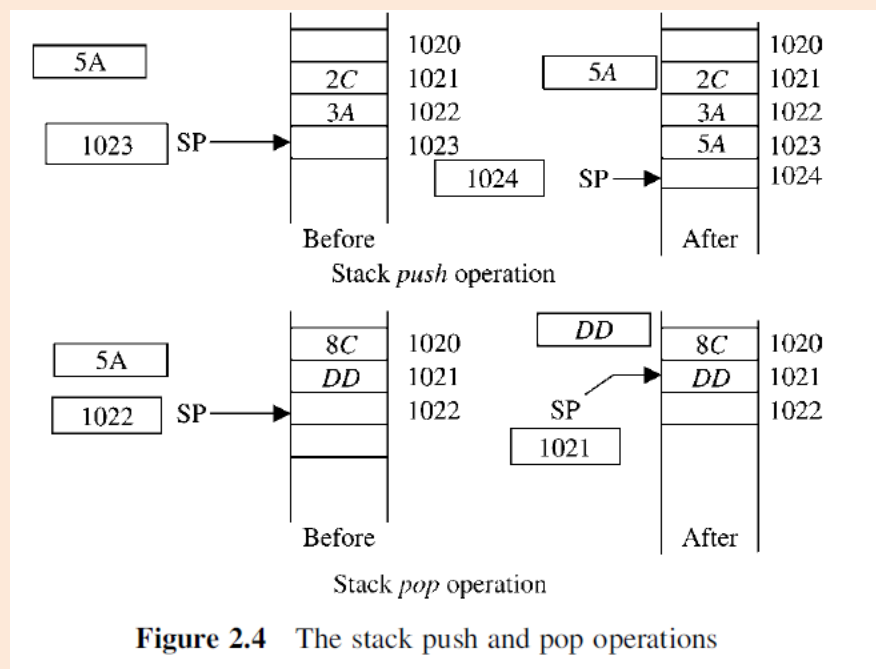 1020 1020
5A 5A
2C 1021 2C 1021
3A 1022 3A 1022
1023 SP 1023 5A 1023
1024 SP 1024
Before After
Stack push operation
DD
8C 1020 8C 1020
5A
DD 1021 DD 1021
1022 SP 1022 SP 1022
1021
Before After
Stack pop operation
Figure 2.4 The stack push and pop operations